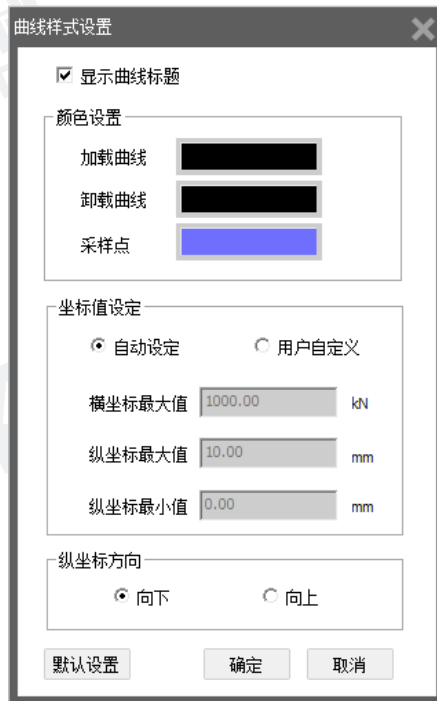 曲线样式设置
显示曲线标题
颜色设置
加载曲线
卸载曲线
采样点
坐标值设定
自动设定 用户自定义
横坐标最大值 1000.00 kN
纵坐标最大值 10.00 mm
纵坐标最小值 0.00 mm
纵坐标方向
向下 向上
默认设置 确定 取消